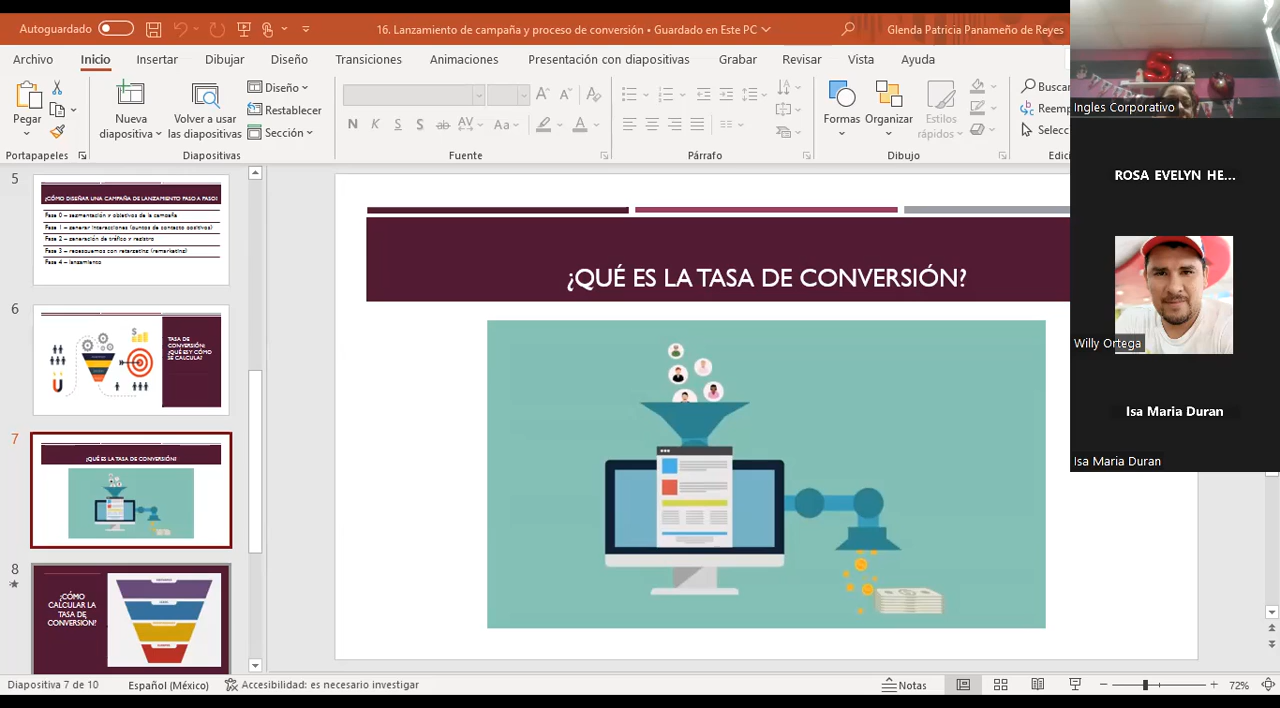 Autoguardado
16. Lanzamiento de campaña y proceso de conversión • Guardado en Este PC
Glenda Patricia Panameño de Reyes
Archivo Inicio Insertar Dibujar Diseño Transiciones Animaciones Presentación con diapositivas Grabar Revisar Vista Ayuda
Pegar
Nueva diapositiva
Volver a usar las diapositivas
Diseño
Restablecer
Sección
N K S S AV Aa A
Formas Organizar Estilos rápidos
Buscar
Reemp
Selecc
Portapapeles Diapositivas Fuente Párrafo Dibujo Edici
Ingles Corporativo
ROSA EVELYN HE...
Willy Ortega
Isa Maria Duran
Isa Maria Duran
5
¿CÓMO DISEÑAR UNA CAMPAÑA DE LANZAMIENTO PASO A PASO?
Fase 0 – segmentación y objetivos de la campaña
Fase 1 – generar interacciones (puntos de contacto positivos)
Fase 2 – generación de tráfico y registro
Fase 3 – repesquemos con retargeting (remarketing)
Fase 4 – lanzamiento
6
TASA DE
CONVERSIÓN:
¿QUÉ ES Y CÓMO
SE CALCULA?
7
¿QUÉ ES LA TASA DE CONVERSIÓN?
8
¿CÓMO
CALCULAR LA
TASA DE
CONVERSIÓN?
¿QUÉ ES LA TASA DE CONVERSIÓN?
Diapositiva 7 de 10
Español (México)
Accesibilidad: es necesario investigar
Notas
72%